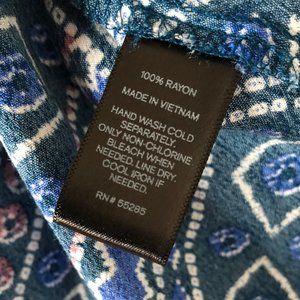 100% RAYON
MADE IN VIETNAM
HAND WASH COLD
SEPARATELY.
ONLY NON-CHLORINE
BLEACH WHEN
NEEDED. LINE DRY.
COOL IRON IF
NEEDED.
RN# 55285